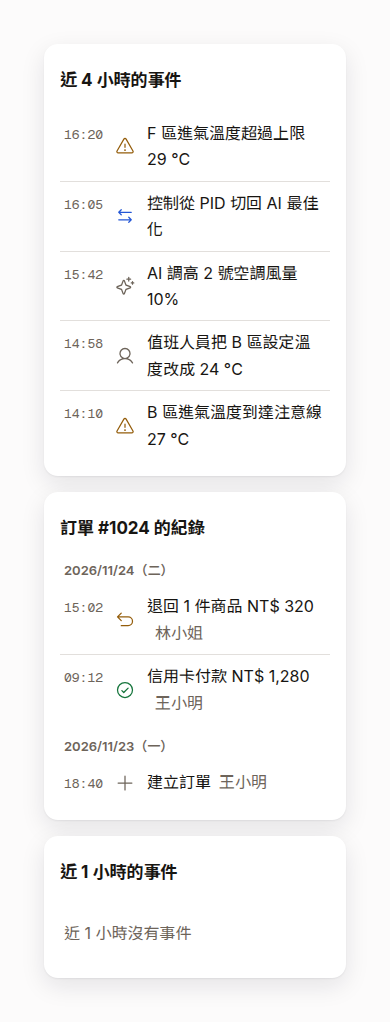 近 4 小時的事件
16:20 F 區進氣溫度超過上限
29 °C
16:05 控制從 PID 切回 AI 最佳
化
15:42 AI 調高 2 號空調風量
10%
14:58 值班人員把 B 區設定溫
度改成 24 °C
14:10 B 區進氣溫度到達注意線
27 °C
訂單 #1024 的紀錄
2026/11/24（二）
15:02 退回 1 件商品 NT$ 320
林小姐
09:12 信用卡付款 NT$ 1,280
王小明
2026/11/23（一）
18:40 建立訂單 王小明
近 1 小時的事件
近 1 小時沒有事件